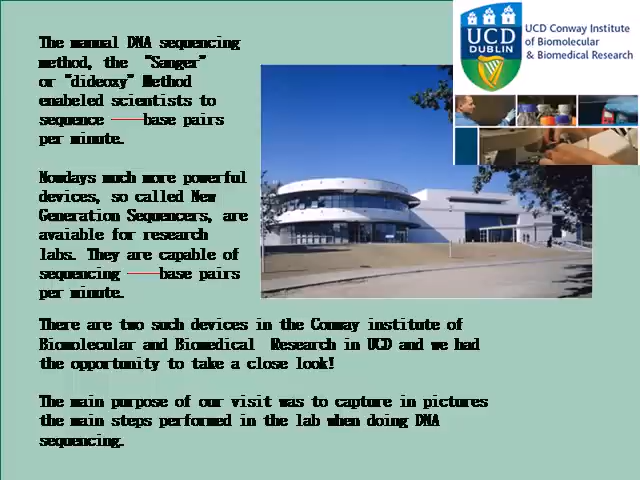 The manual DNA sequencing
method, the "Sanger"
or "dideoxy" Method
enabeled scientists to
sequence ——base pairs
per minute.
Nowdays much more powerful
devices, so called New
Generation Sequencers, are
avaiable for research
labs. They are capable of
sequencing ——base pairs
per minute.
There are two such devices in the Conway institute of
Biomolecular and Biomedical Research in UCD and we had
the opportunity to take a close look!
The main purpose of our visit was to capture in pictures
the main steps performed in the lab when doing DNA
sequencing.
UCD
DUBLIN
UCD Conway Institute
of Biomolecular
& Biomedical Research